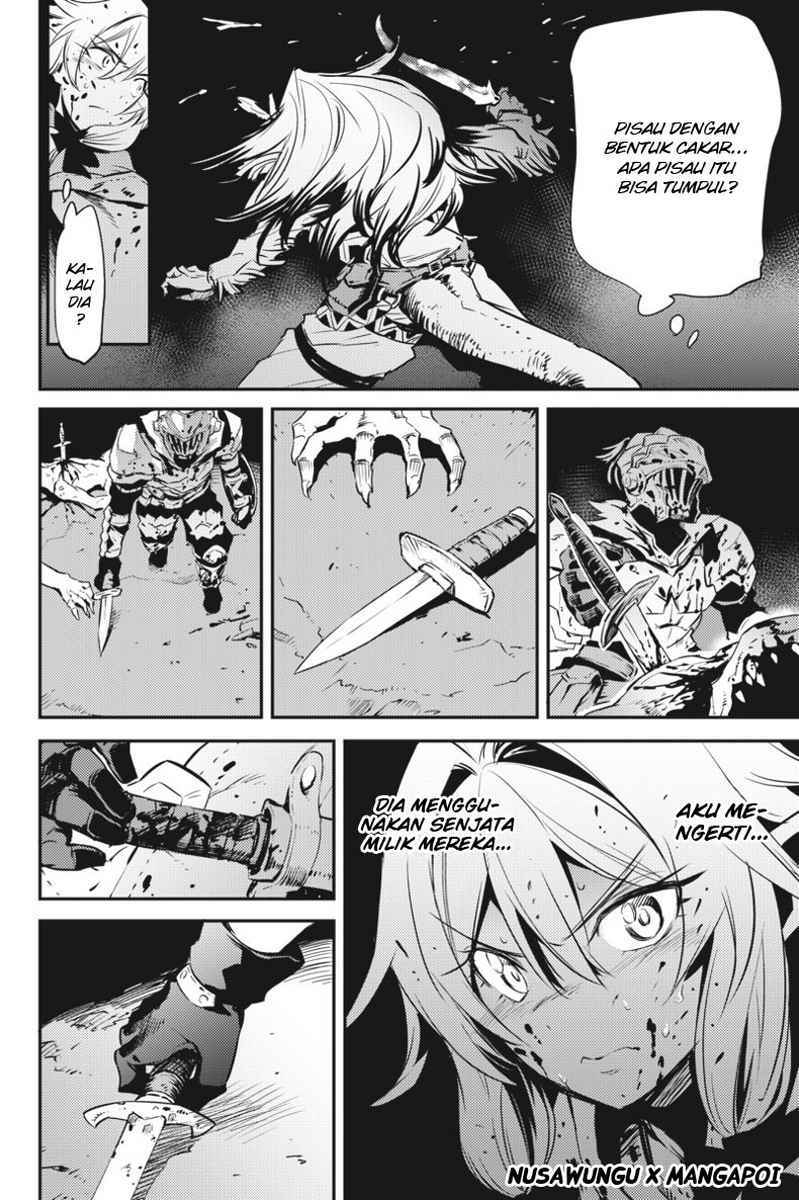 PISAU DENGAN
BENTUK CAKAR...
APA PISAU ITU
BISA TUMPUL?
KA-
LAU
DIA
?
AKU ME-
NGERTI...
DIA MENGGU-
NAKAN SENJATA
MILIK MEREKA...
NUSAWUNGU X MANGAPOI